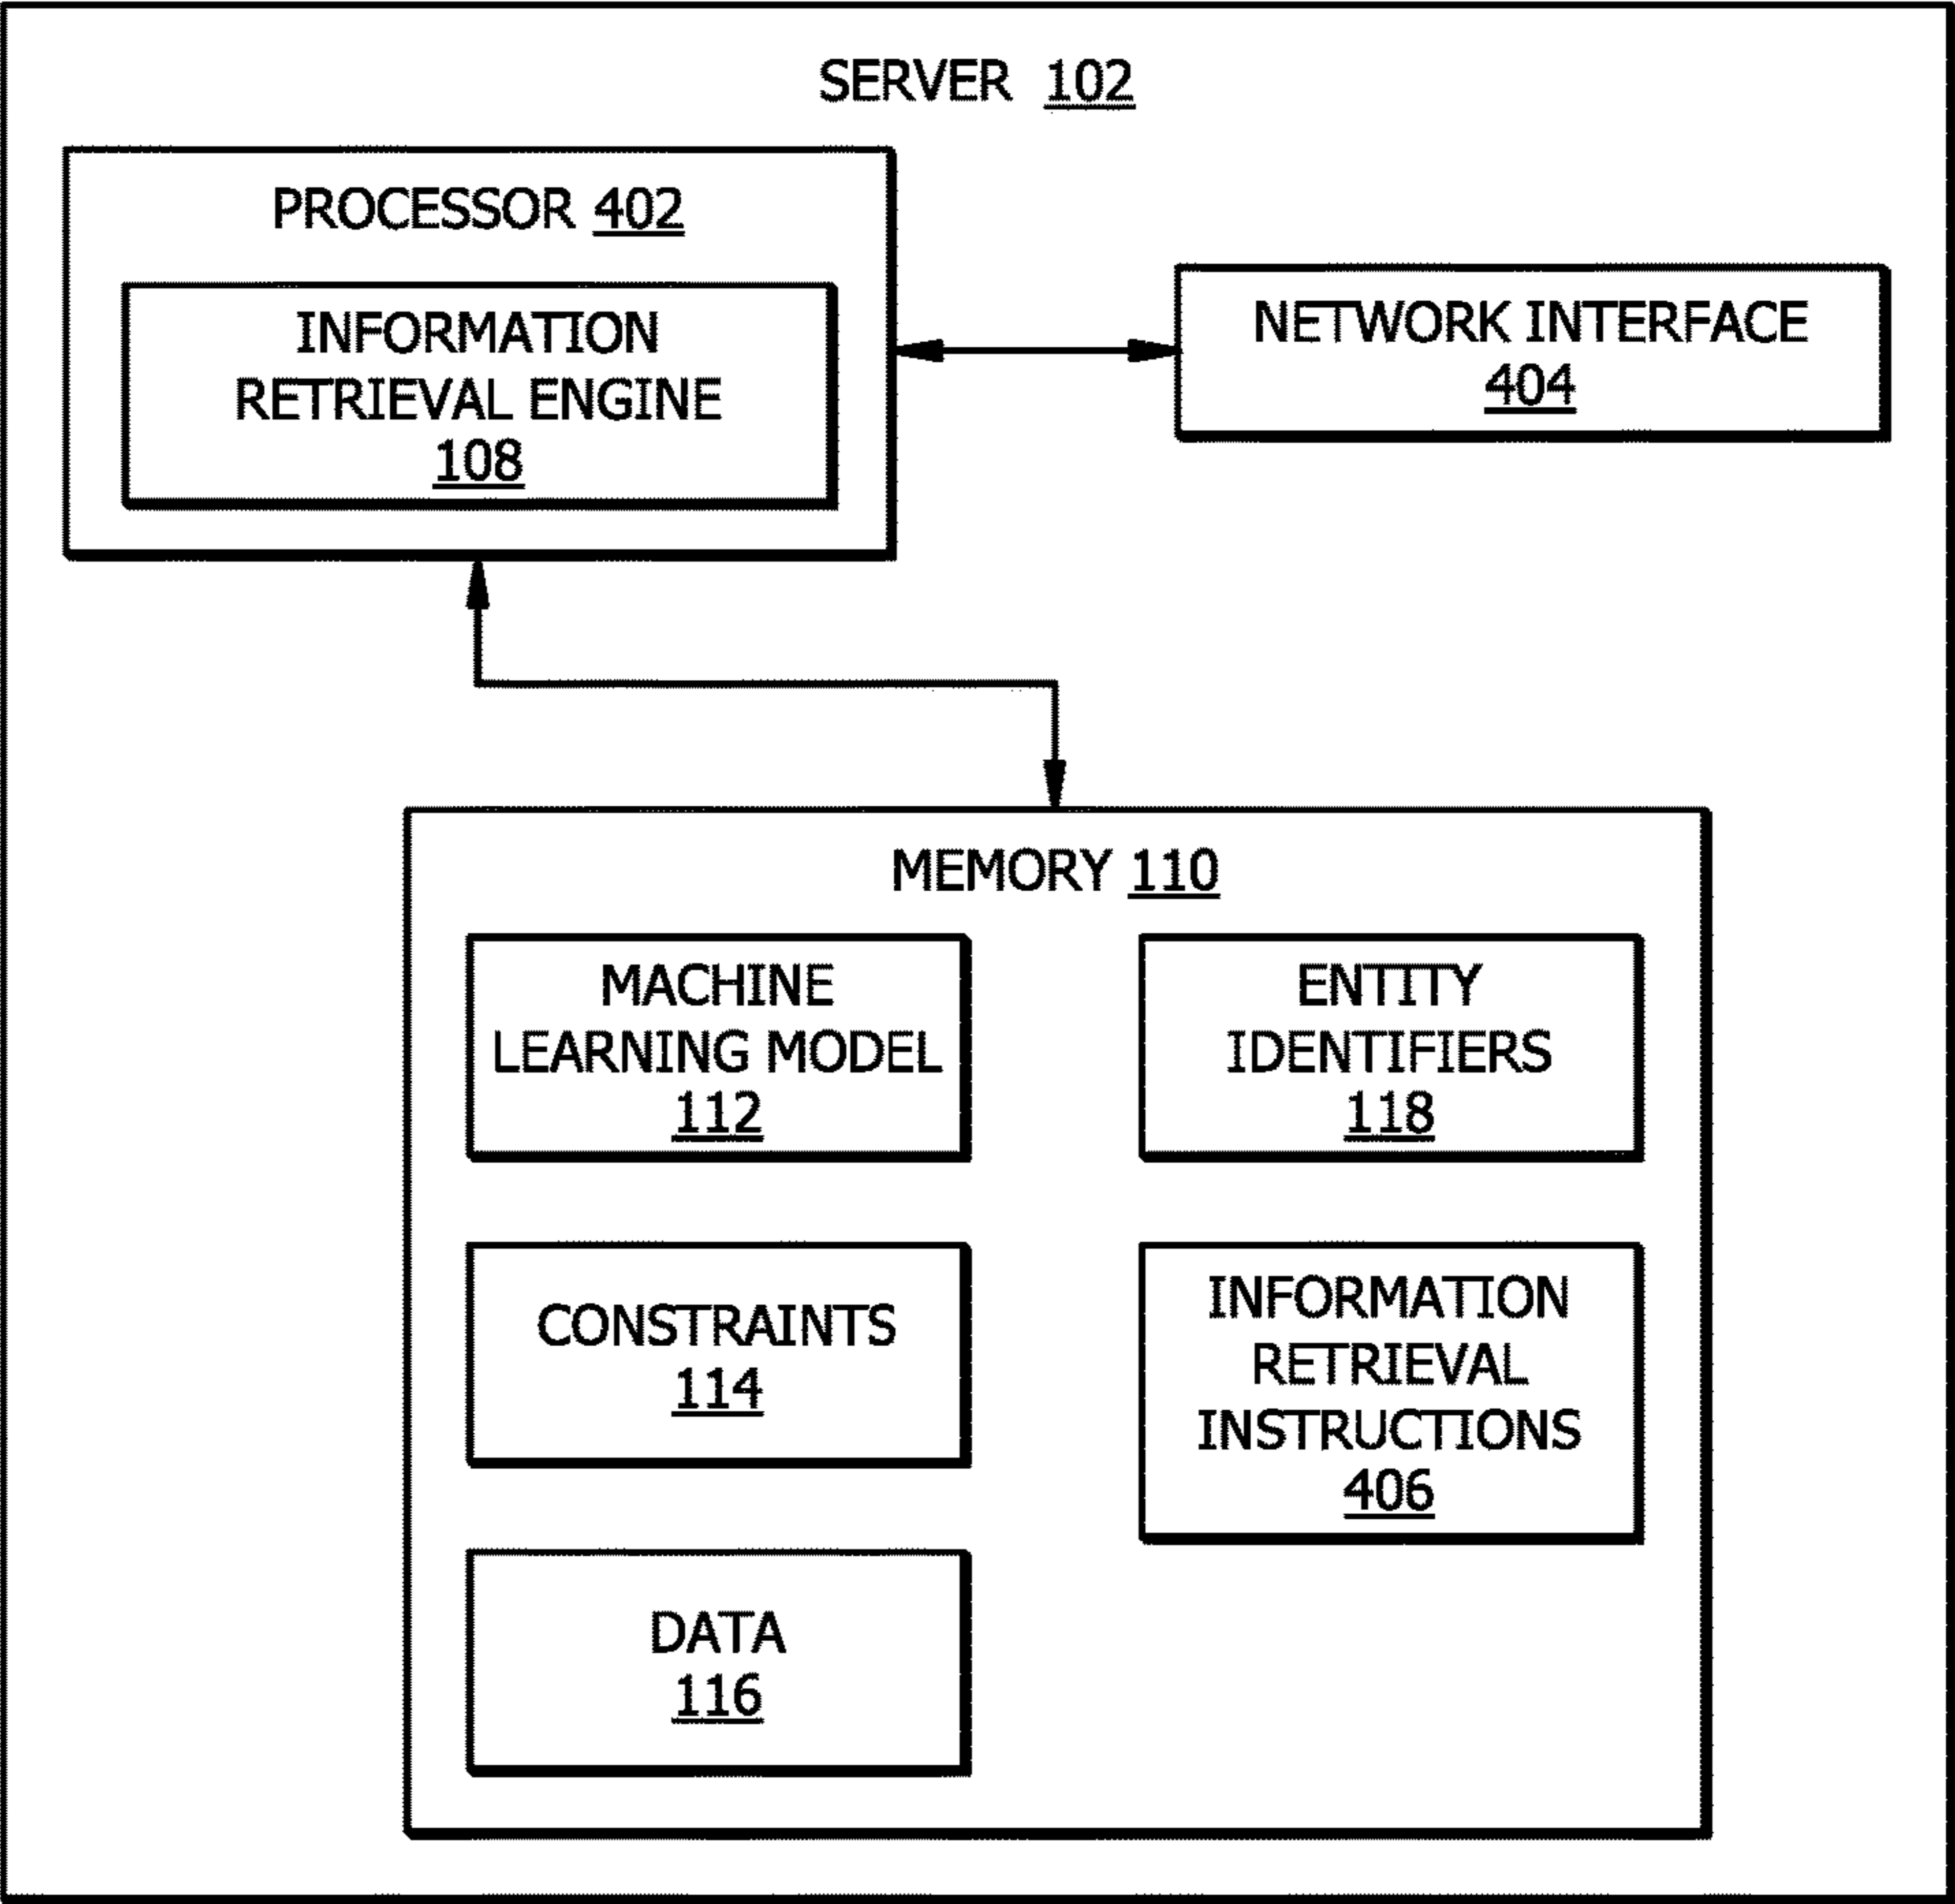 SERVER 102
PROCESSOR 402
INFORMATION
RETRIEVAL ENGINE
108
NETWORK INTERFACE
404
MEMORY 110
MACHINE
LEARNING MODEL
112
ENTITY
IDENTIFIERS
118
CONSTRAINTS
114
INFORMATION
RETRIEVAL
INSTRUCTIONS
406
DATA
116